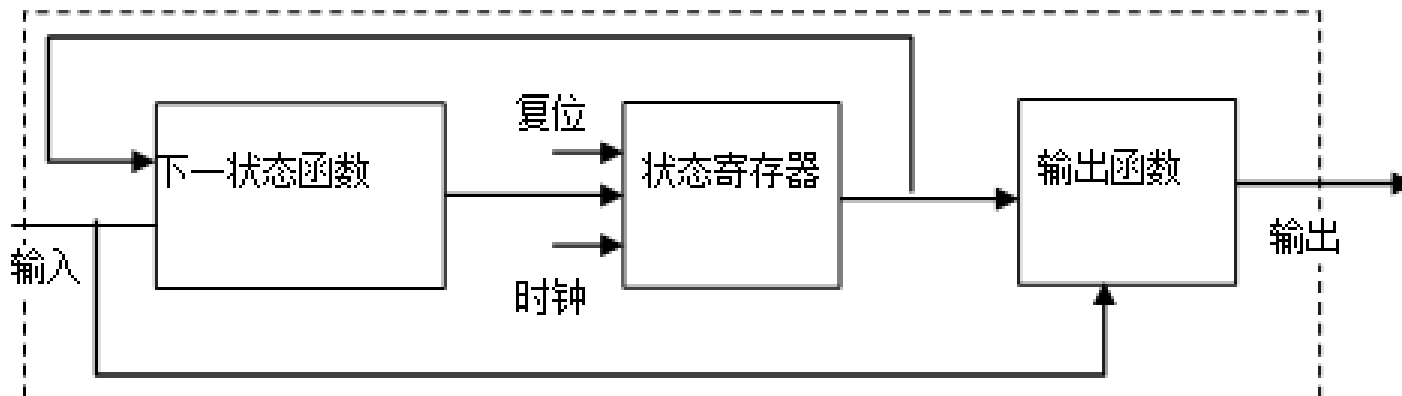 复位
下一状态函数
状态寄存器
输出函数
输入
时钟
输出